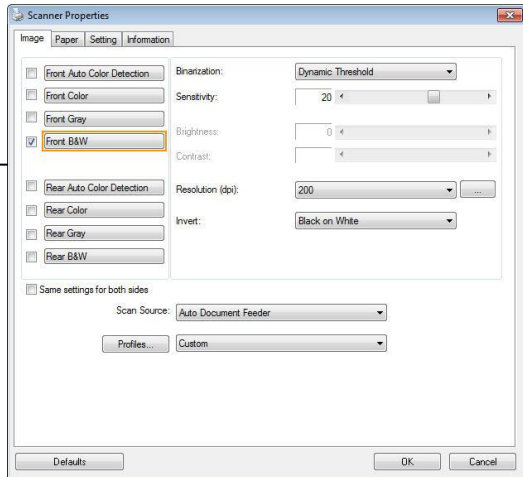 Scanner Properties
Image Paper Setting Information
Front Auto Color Detection
Front Color
Front Gray
Front B&W
Rear Auto Color Detection
Rear Color
Rear Gray
Rear B&W
Binarization: Dynamic Threshold
Sensitivity: 20
Brightness: 0
Contrast:
Resolution (dpi): 200 ...
Invert: Black on White
Same settings for both sides
Scan Source: Auto Document Feeder
Profiles... Custom
Defaults OK Cancel